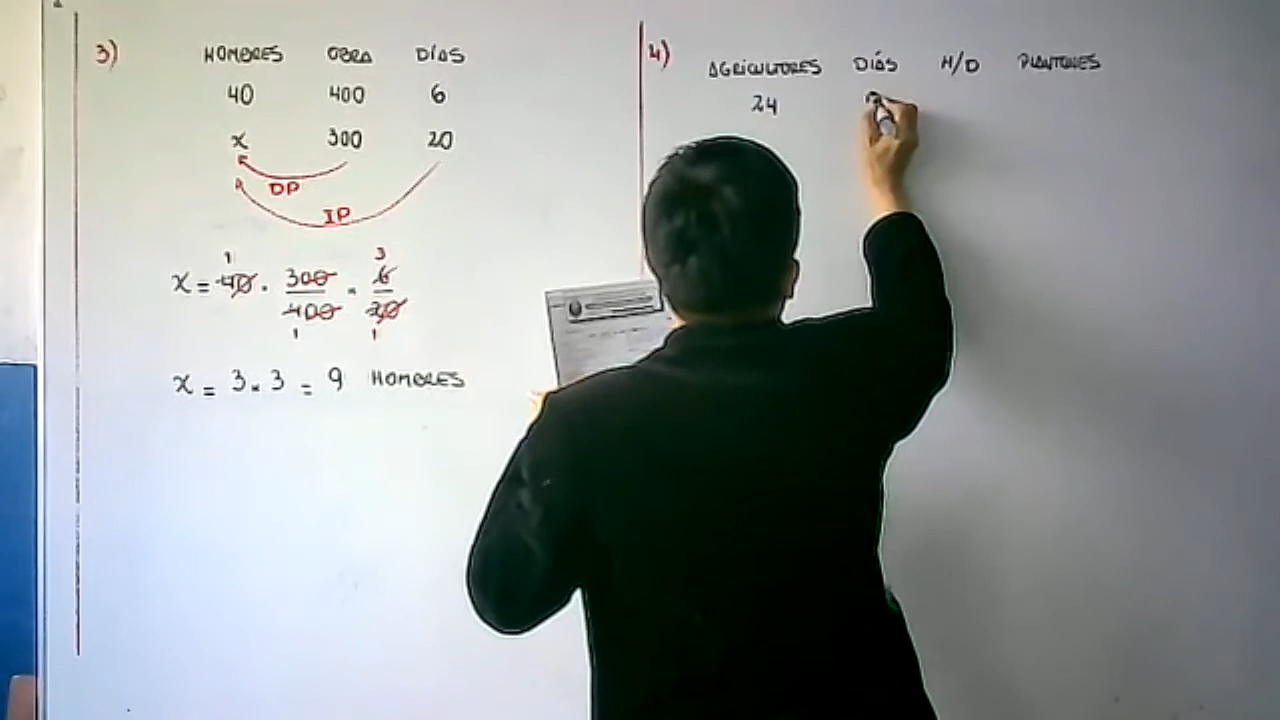 3)
HOMBRES OBRA DÍAS
40 400 6
x 300 20
DP
IP
1 3
x = 40 · 300/400 · 6/20
1 1
x = 3 · 3 = 9 HOMBRES
4)
AGRICULTORES DÍAS H/D PLANTONES
24